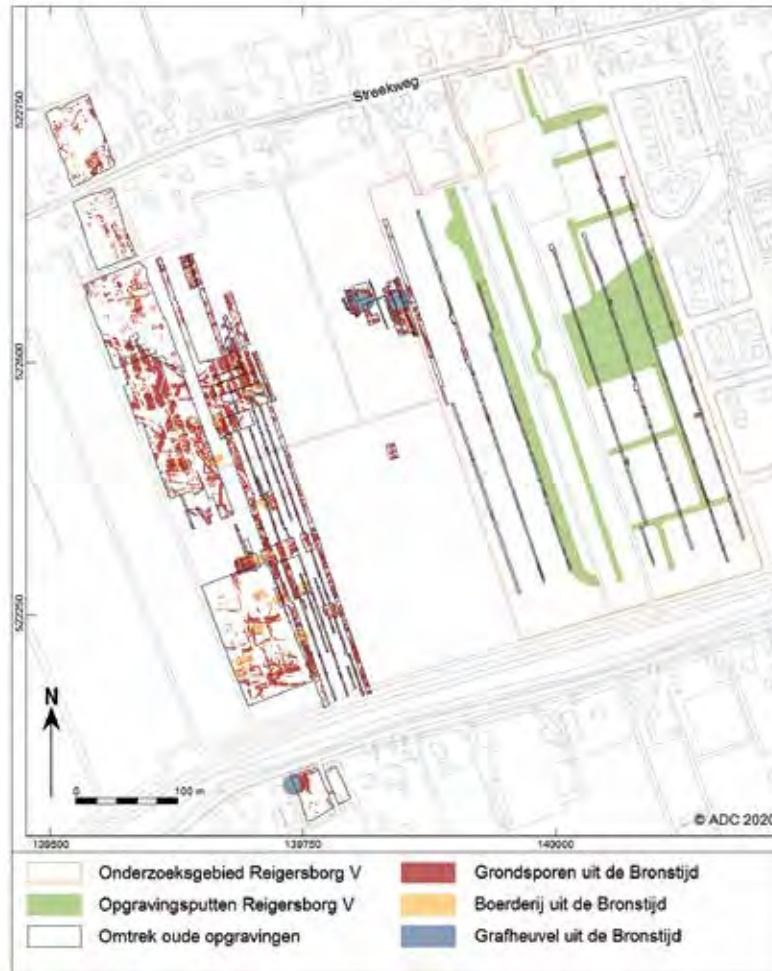 Streekweg
522750
522500
522250
N
0
100 m
139500
139750
140000
© ADC 2020
Onderzoeksgebied Reigersborg V
Opgravingsputten Reigersborg V
Omtrek oude opgravingen
Grondsporen uit de Bronstijd
Boerderij uit de Bronstijd
Grafheuvel uit de Bronstijd